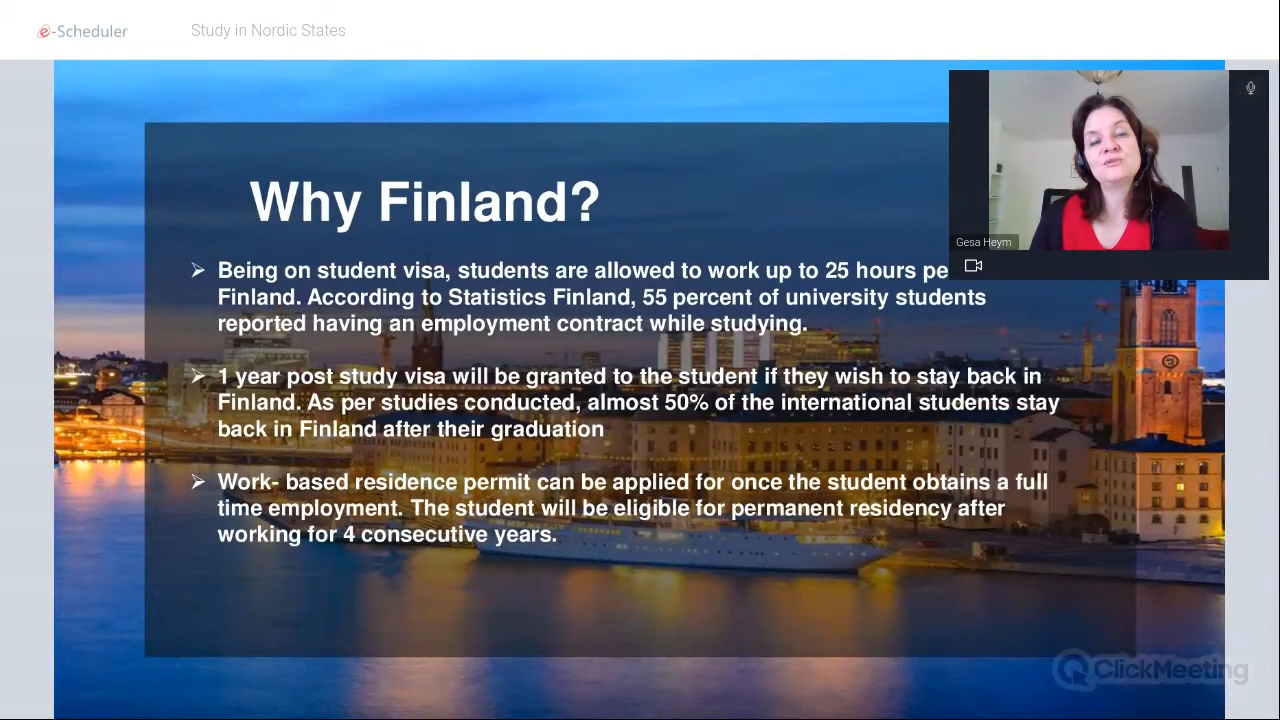 e-Scheduler
Study in Nordic States
Why Finland?
Gesa Heym
➢ Being on student visa, students are allowed to work up to 25 hours
Finland. According to Statistics Finland, 55 percent of university students
reported having an employment contract while studying.
➢ 1 year post study visa will be granted to the student if they wish to stay back in
Finland. As per studies conducted, almost 50% of the international students stay
back in Finland after their graduation
➢ Work- based residence permit can be applied for once the student obtains a full
time employment. The student will be eligible for permanent residency after
working for 4 consecutive years.
ClickMeeting